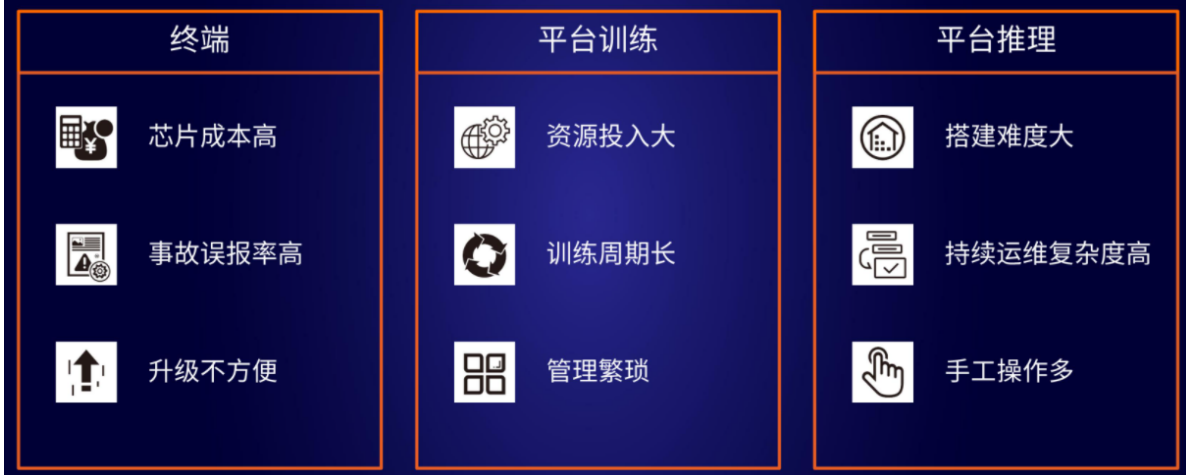 终端
芯片成本高
事故误报率高
升级不方便
平台训练
资源投入大
训练周期长
管理繁琐
平台推理
搭建难度大
持续运维复杂度高
手工操作多